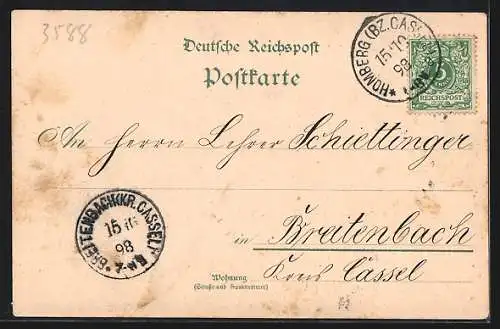 3588
Deutsche Reichspost
Postkarte
HOMBERG (BZ. CASSEL)
15 10
98
5
REICHSPOST
An Herrn Lehrer Schiettinger
BREITENBACH (KR. CASSEL)
15 10
98
in Breitenbach
Kreis Cassel
Wohnung
(Straße und Hausnummer)